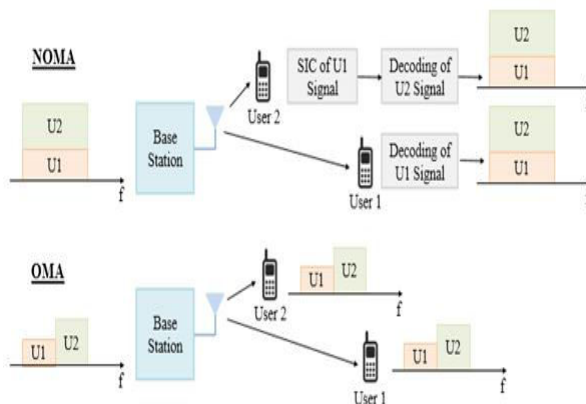 NOMA
U2
U1
f
Base
Station
User 2
SIC of U1
Signal
Decoding of
U2 Signal
U2
U1
User 1
Decoding of
U1 Signal
U2
U1
OMA
U1
U2
f
Base
Station
User 2
U1
U2
f
User 1
U1
U2
f